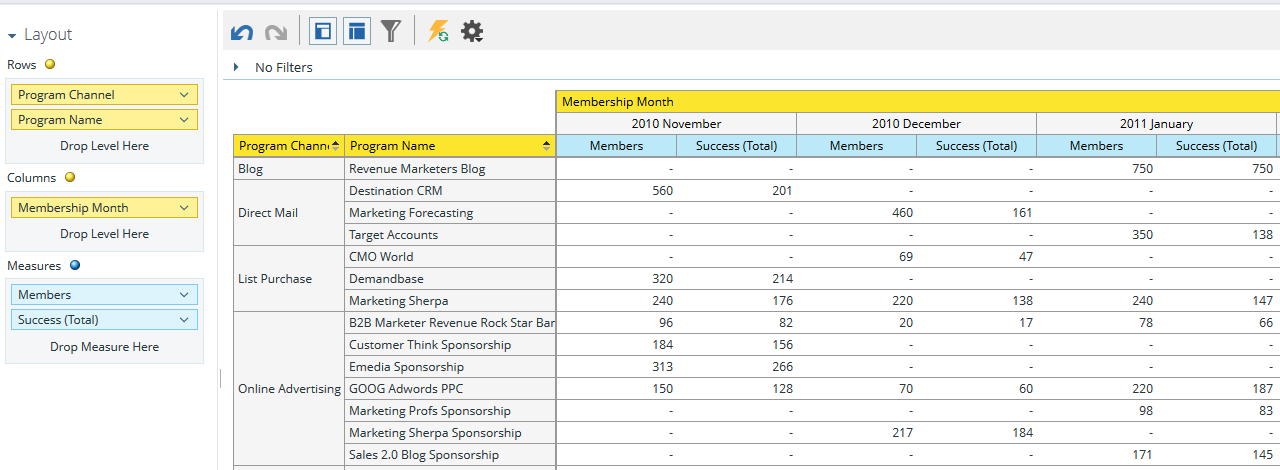 Layout
Rows
Program Channel
Program Name
Drop Level Here
Columns
Membership Month
Drop Level Here
Measures
Members
Success (Total)
Drop Measure Here
No Filters
Membership Month
2010 November 2010 December 2011 January
Program Chann Program Name Members Success (Total) Members Success (Total) Members Success (Total)
Blog Revenue Marketers Blog - - - - 750 750
Destination CRM 560 201 - - - -
Direct Mail Marketing Forecasting - - 460 161 - -
Target Accounts - - - - 350 138
CMO World - - 69 47 - -
List Purchase Demandbase 320 214 - - - -
Marketing Sherpa 240 176 220 138 240 147
B2B Marketer Revenue Rock Star Bar 96 82 20 17 78 66
Customer Think Sponsorship 184 156 - - - -
Emedia Sponsorship 313 266 - - - -
Online Advertising GOOG Adwords PPC 150 128 70 60 220 187
Marketing Profs Sponsorship - - - - 98 83
Marketing Sherpa Sponsorship - - 217 184 - -
Sales 2.0 Blog Sponsorship - - - - 171 145